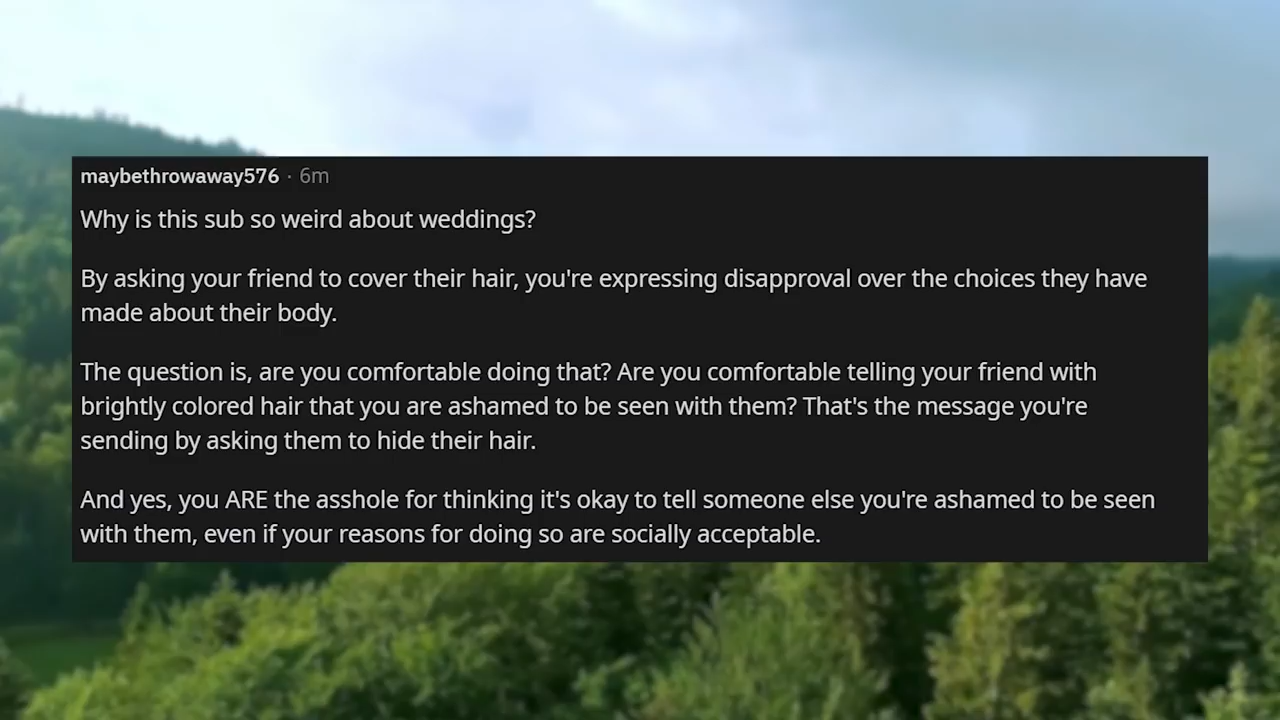 maybethrowaway576 · 6m
Why is this sub so weird about weddings?
By asking your friend to cover their hair, you're expressing disapproval over the choices they have
made about their body.
The question is, are you comfortable doing that? Are you comfortable telling your friend with
brightly colored hair that you are ashamed to be seen with them? That's the message you're
sending by asking them to hide their hair.
And yes, you ARE the asshole for thinking it's okay to tell someone else you're ashamed to be seen
with them, even if your reasons for doing so are socially acceptable.